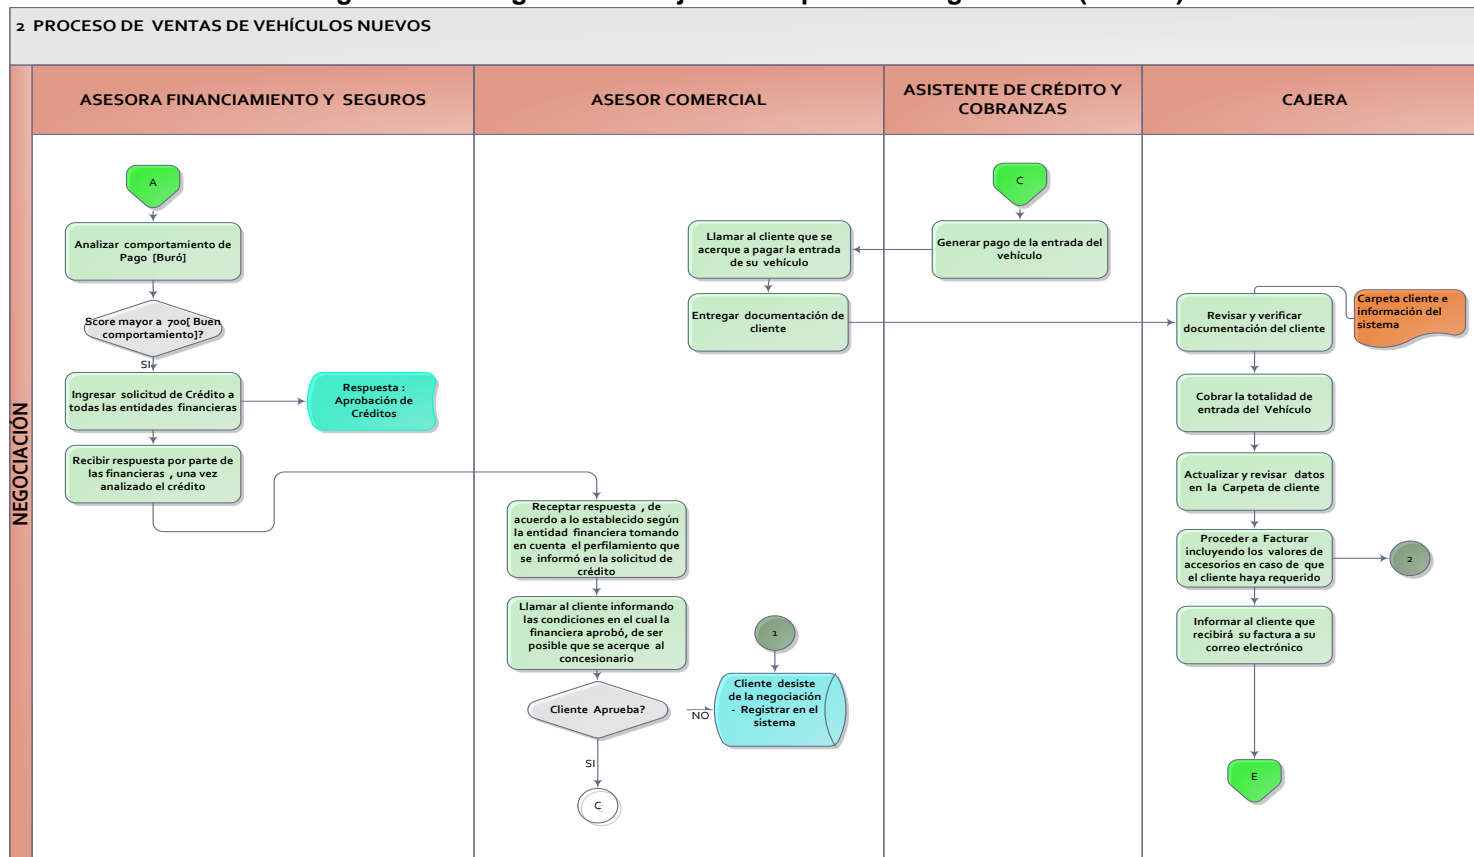 2 PROCESO DE VENTAS DE VEHÍCULOS NUEVOS
NEGOCIACIÓN
ASESORA FINANCIAMIENTO Y SEGUROS
A
Analizar comportamiento de
Pago [Buró]
Score mayor a 700[ Buen
comportamiento]?
SI
Ingresar solicitud de Crédito a
todas las entidades financieras
Respuesta :
Aprobación de
Créditos
Recibir respuesta por parte de
las financieras , una vez
analizado el crédito
ASESOR COMERCIAL
Llamar al cliente que se
acerque a pagar la entrada
de su vehículo
Entregar documentación de
cliente
Receptar respuesta , de
acuerdo a lo establecido según
la entidad financiera tomando
en cuenta el perfilamiento que
se informó en la solicitud de
crédito
Llamar al cliente informando
las condiciones en el cual la
financiera aprobó, de ser
posible que se acerque al
concesionario
1
Cliente Aprueba?
NO
Cliente desiste
de la negociación
- Registrar en el
sistema
SI
C
ASISTENTE DE CRÉDITO Y
COBRANZAS
C
Generar pago de la entrada del
vehículo
CAJERA
Revisar y verificar
documentación del cliente
Carpeta cliente e
información del
sistema
Cobrar la totalidad de
entrada del Vehículo
Actualizar y revisar datos
en la Carpeta de cliente
Proceder a Facturar
incluyendo los valores de
accesorios en caso de que
el cliente haya requerido
2
Informar al cliente que
recibirá su factura a su
correo electrónico
E